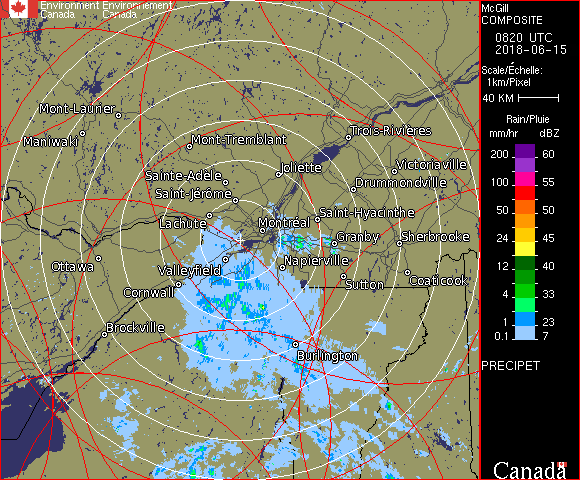 Environment Environnement
Canada Canada
McGill
COMPOSITE
0820 UTC
2018-06-15
Scale/Échelle:
1km/Pixel
40 KM
Rain/Pluie
mm/hr dBZ
200 60
100 55
50 50
24 45
12 40
4 33
1 23
0.1 7
PRECIPET
Canada
Mont-Laurier
Maniwaki
Mont-Tremblant
Trois-Rivières
Sainte-Adèle
Joliette
Victoriaville
Saint-Jérôme
Drummondville
Lachute
Montréal
Saint-Hyacinthe
Granby
Sherbrooke
Ottawa
Valleyfield
Napierville
Cornwall
Sutton
Coaticook
Brockville
Burlington